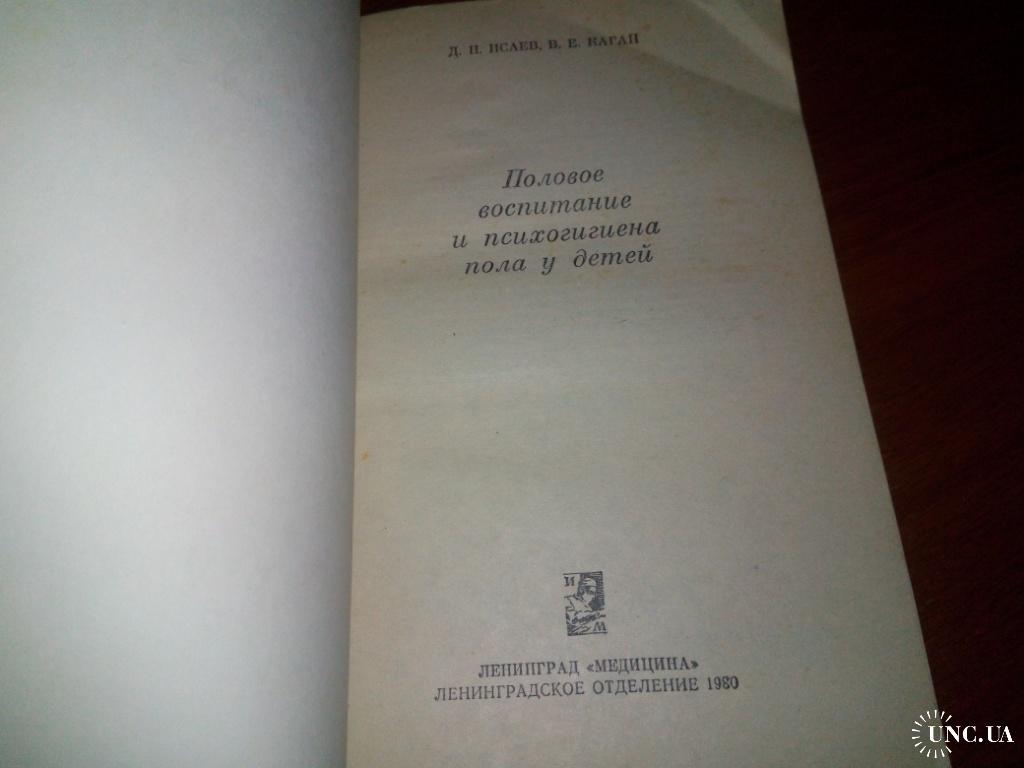 Д. Н. ИСАЕВ, В. Е. КАГАН
Половое
воспитание
и психогигиена
пола у детей
И
М
ЛЕНИНГРАД «МЕДИЦИНА»
ЛЕНИНГРАДСКОЕ ОТДЕЛЕНИЕ 1980
UNC.UA